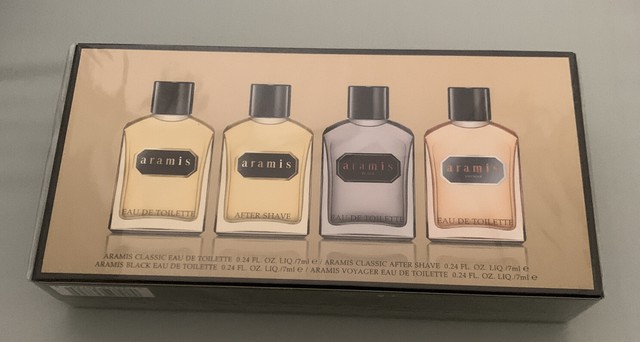 aramis
EAU DE TOILETTE
aramis
AFTER SHAVE
aramis
EAU DE TOILETTE
aramis
EAU DE TOILETTE
ARAMIS CLASSIC EAU DE TOILETTE 0.24 FL. OZ. LIQ./7ml ℮ / ARAMIS CLASSIC AFTER SHAVE 0.24 FL. OZ. LIQ./7ml ℮ /
ARAMIS BLACK EAU DE TOILETTE 0.24 FL. OZ. LIQ./7ml ℮ / ARAMIS VOYAGER EAU DE TOILETTE 0.24 FL. OZ. LIQ./7ml ℮